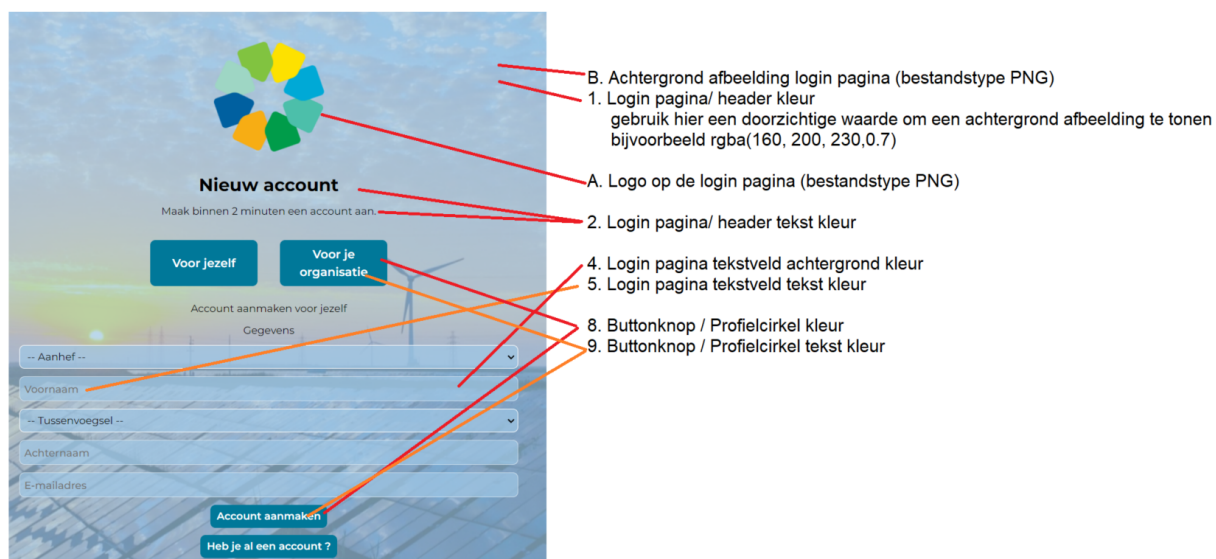 Nieuw account
Maak binnen 2 minuten een account aan.
Voor jezelf
Voor je
organisatie
Account aanmaken voor jezelf
Gegevens
-- Aanhef --
Voornaam
-- Tussenvoegsel --
Achternaam
E-mailadres
Account aanmaken
Heb je al een account ?
B. Achtergrond afbeelding login pagina (bestandstype PNG)
1. Login pagina/ header kleur
gebruik hier een doorzichtige waarde om een achtergrond afbeelding te tonen
bijvoorbeeld rgba(160, 200, 230,0.7)
A. Logo op de login pagina (bestandstype PNG)
2. Login pagina/ header tekst kleur
4. Login pagina tekstveld achtergrond kleur
5. Login pagina tekstveld tekst kleur
8. Buttonknop / Profielcirkel kleur
9. Buttonknop / Profielcirkel tekst kleur